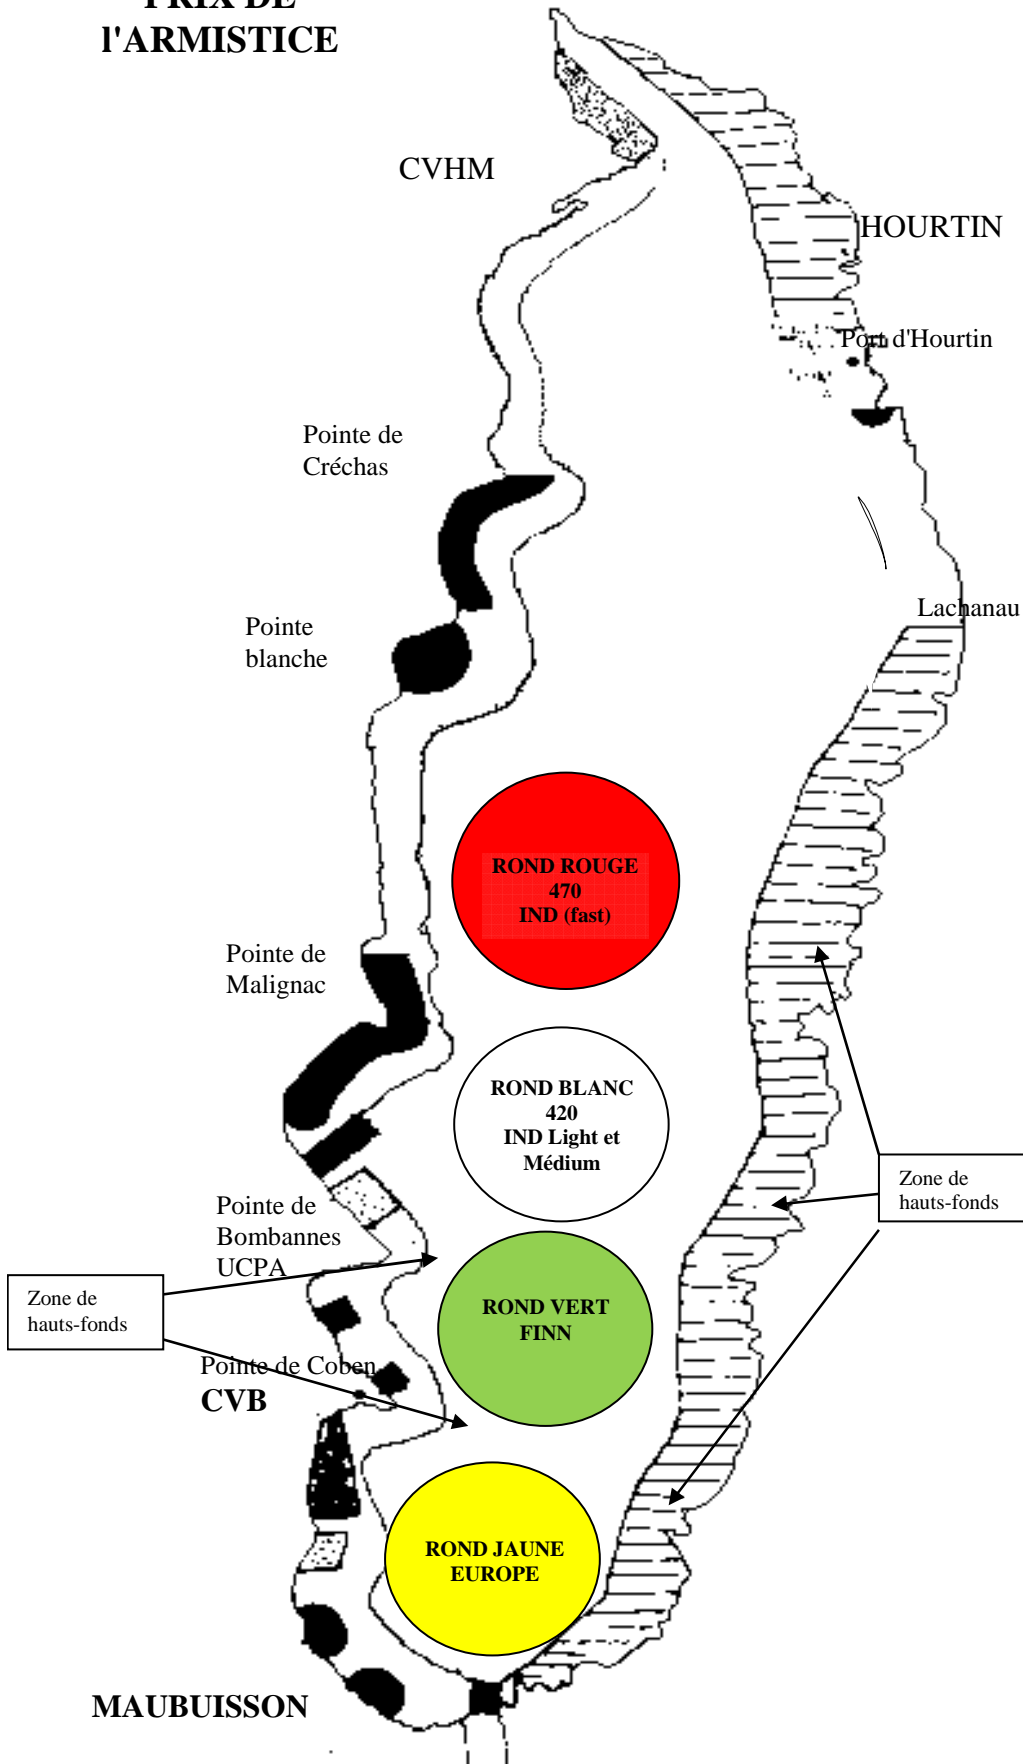 PRIX DE
l'ARMISTICE
CVHM
HOURTIN
Port d'Hourtin
Pointe de
Créchas
Lachanau
Pointe
blanche
ROND ROUGE
470
IND (fast)
Pointe de
Malignac
ROND BLANC
420
IND Light et
Médium
Zone de
hauts-fonds
Pointe de
Bombannes
UCPA
Zone de
hauts-fonds
ROND VERT
FINN
Pointe de Coben
CVB
ROND JAUNE
EUROPE
MAUBUISSON